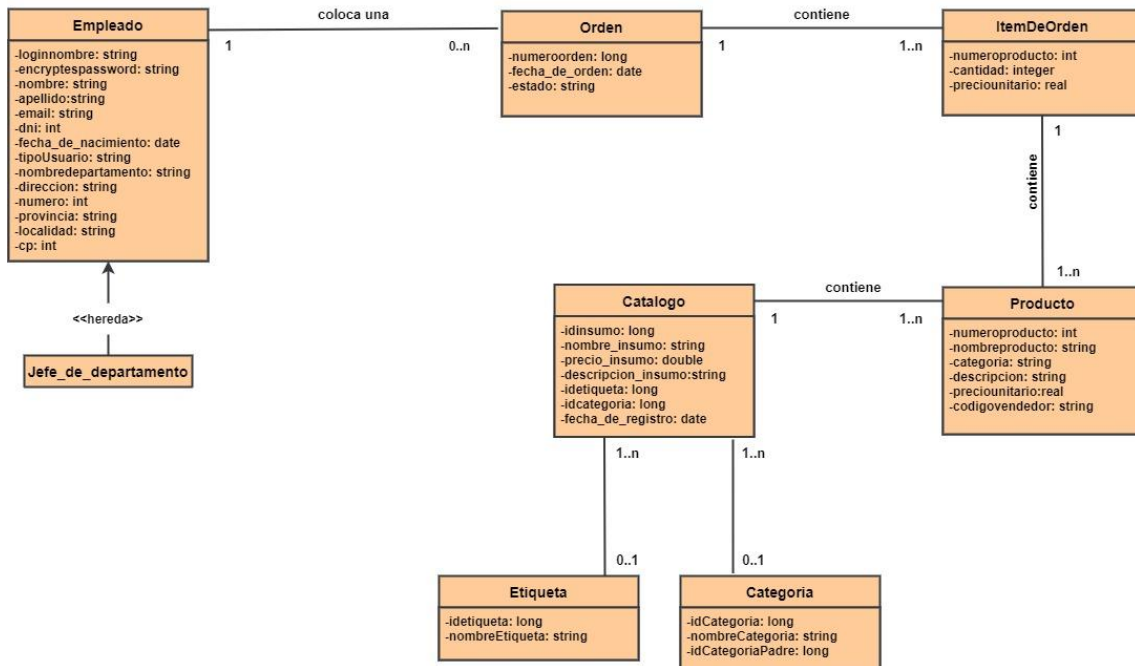 Empleado
-loginnombre: string
-encryptespassword: string
-nombre: string
-apellido:string
-email: string
-dni: int
-fecha_de_nacimiento: date
-tipoUsuario: string
-nombredepartamento: string
-direccion: string
-numero: int
-provincia: string
-localidad: string
-cp: int
coloca una
1
0..n
Orden
-numeroorden: long
-fecha_de_orden: date
-estado: string
contiene
1
1..n
ItemDeOrden
-numeroproducto: int
-cantidad: integer
-preciounitario: real
1
contiene
1..n
<<hereda>>
Jefe_de_departamento
Catalogo
-idinsumo: long
-nombre_insumo: string
-precio_insumo: double
-descripcion_insumo:string
-idetiqueta: long
-idcategoria: long
-fecha_de_registro: date
contiene
1
1..n
Producto
-numeroproducto: int
-nombreproducto: string
-categoria: string
-descripcion: string
-preciounitario:real
-codigovendedor: string
1..n
1..n
0..1
0..1
Etiqueta
-idetiqueta: long
-nombreEtiqueta: string
Categoria
-idCategoria: long
-nombreCategoria: string
-idCategoriaPadre: long